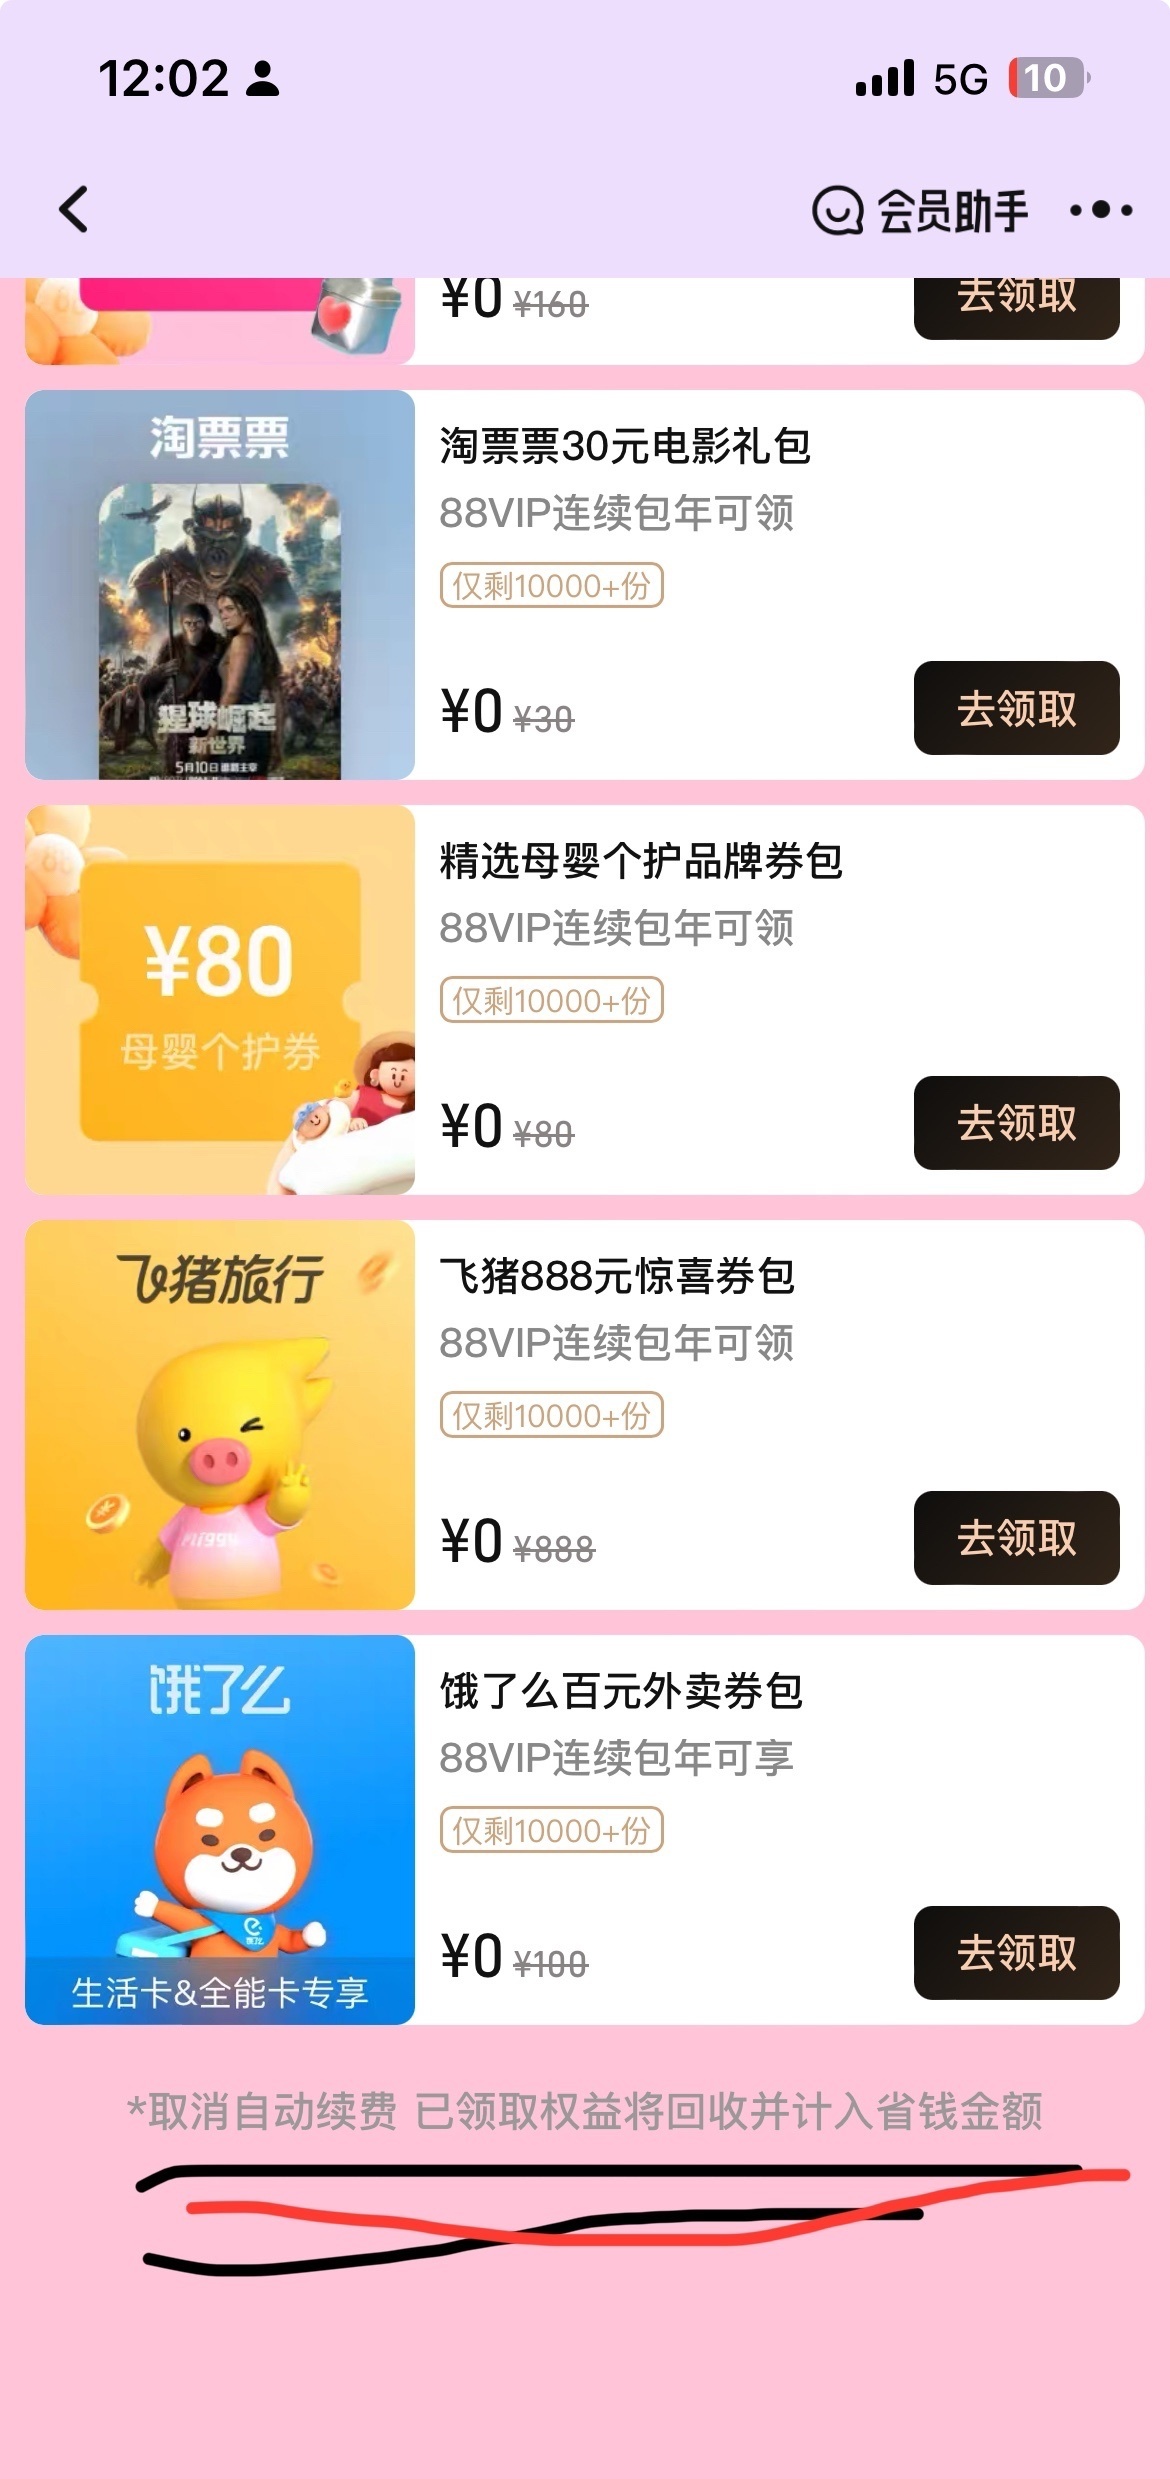 12:02
5G 10
会员助手
¥0 ¥160
去领取
淘票票
猩球崛起
新世界
淘票票30元电影礼包
88VIP连续包年可领
仅剩10000+份
¥0 ¥30
去领取
¥80
母婴个护券
精选母婴个护品牌券包
88VIP连续包年可领
仅剩10000+份
¥0 ¥80
去领取
飞猪旅行
Fliggy
飞猪888元惊喜券包
88VIP连续包年可领
仅剩10000+份
¥0 ¥888
去领取
饿了么
饿了么
生活卡&全能卡专享
饿了么百元外卖券包
88VIP连续包年可享
仅剩10000+份
¥0 ¥100
去领取
*取消自动续费 已领取权益将回收并计入省钱金额